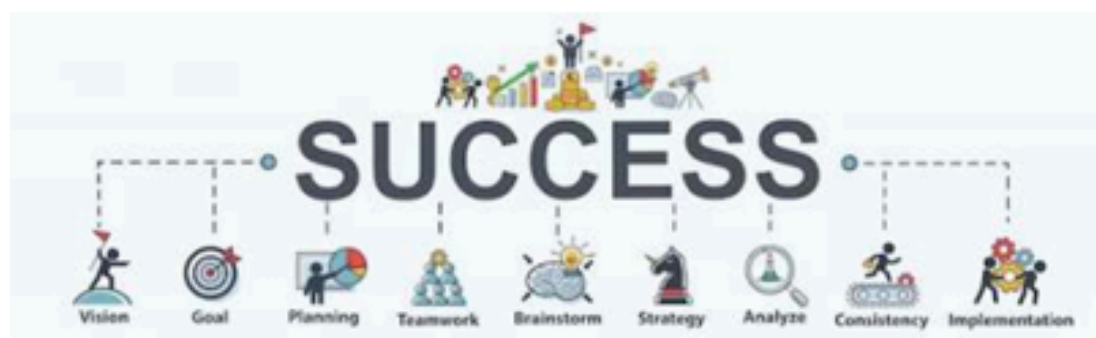 SUCCESS
Vision Goal Planning Teamwork Brainstorm Strategy Analyze Consistency Implementation